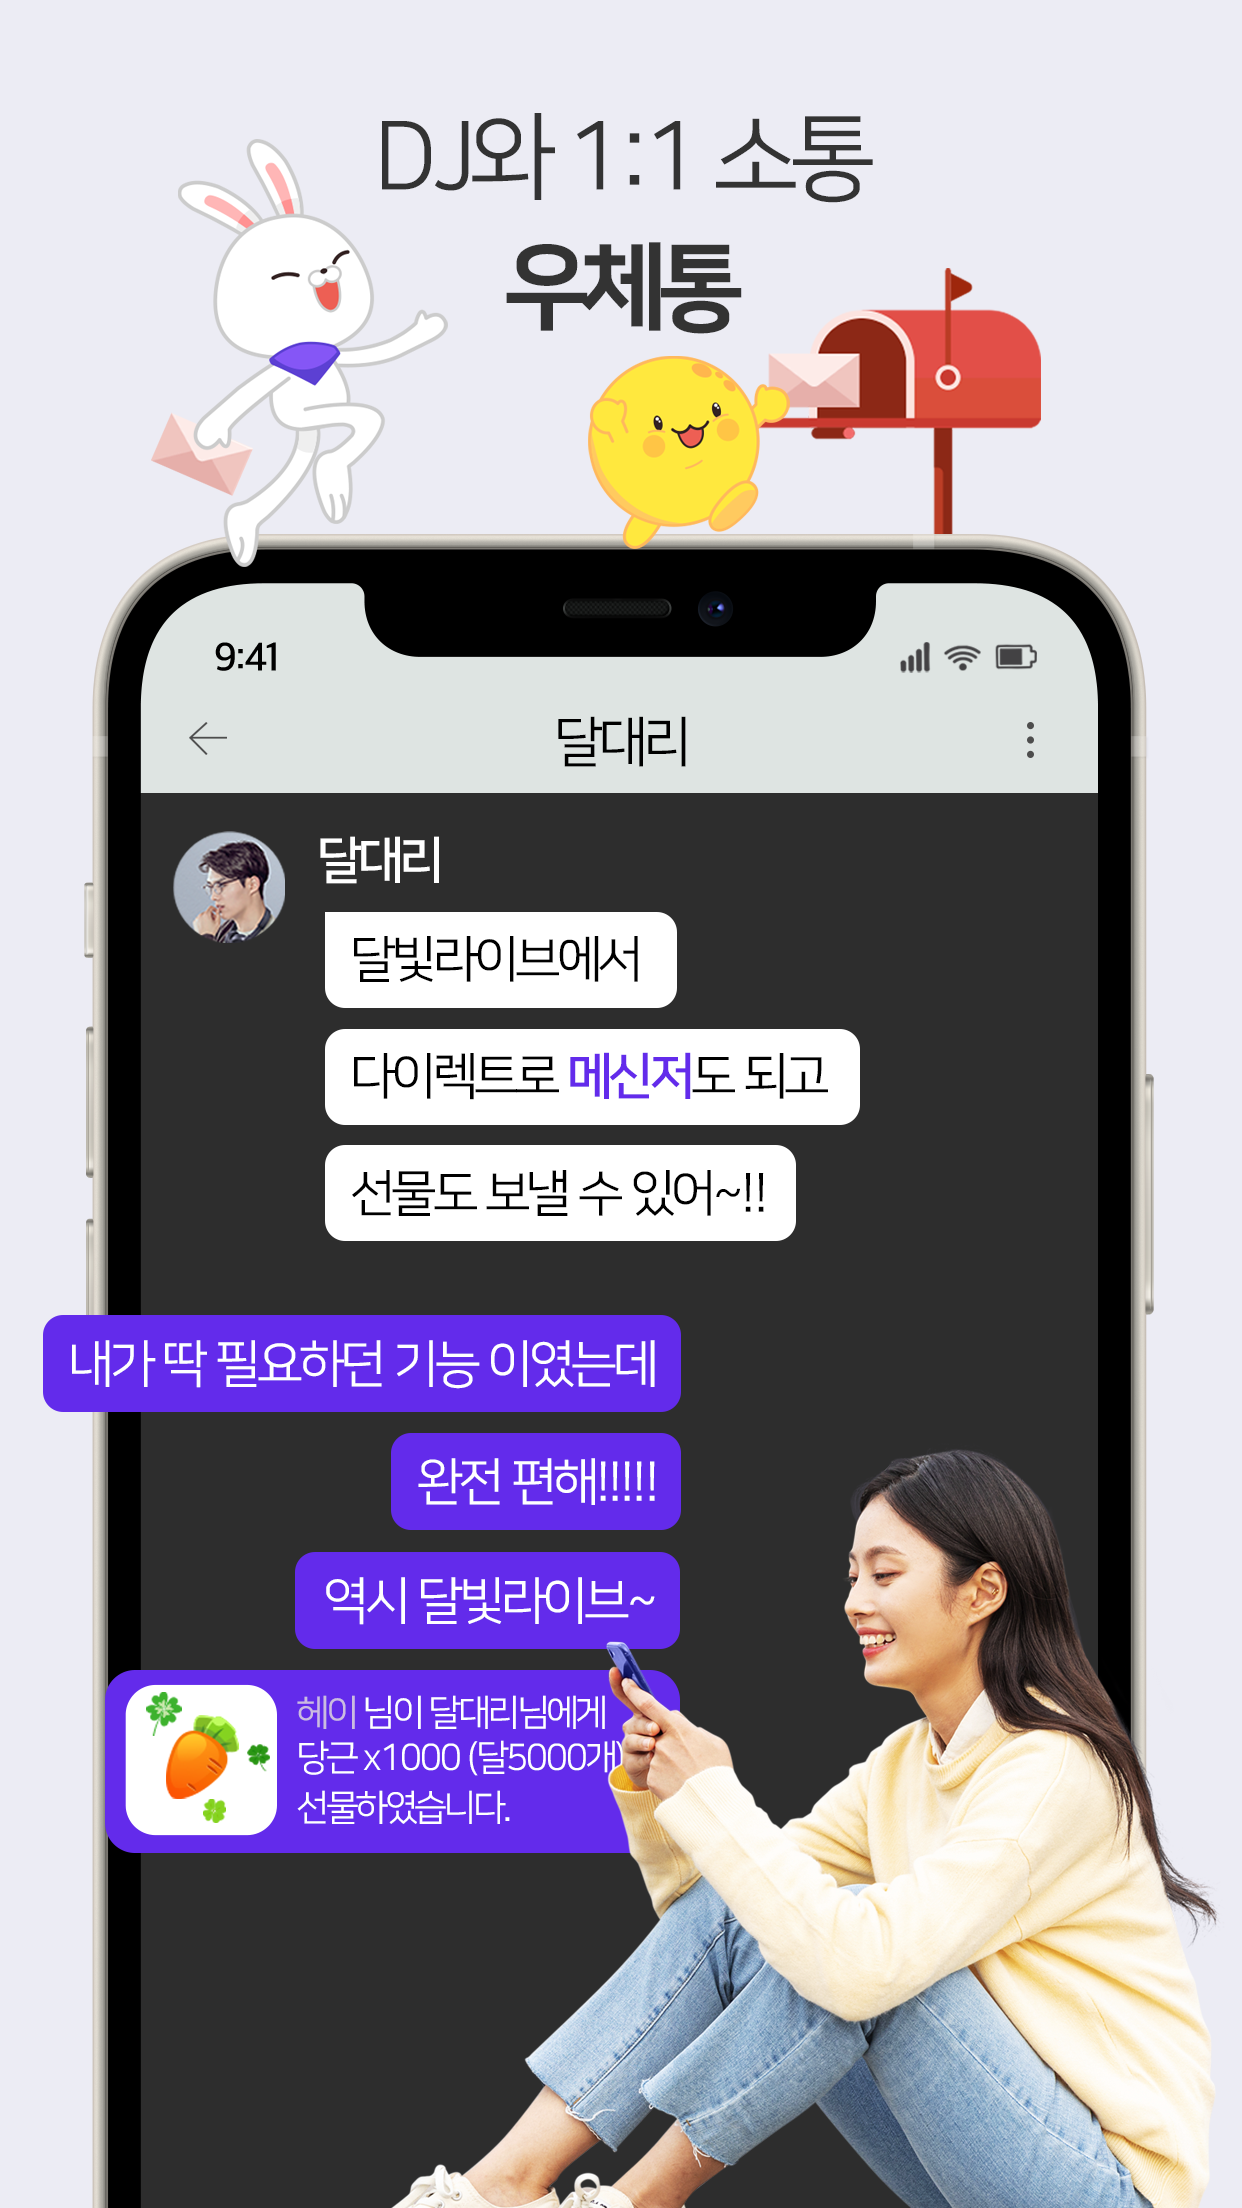 DJ와 1:1 소통
우체통
9:41
달대리
달대리
달빛라이브에서
다이렉트로 메신저도 되고
선물도 보낼 수 있어~!!
내가 딱 필요하던 기능 이였는데
완전 편해!!!!!
역시 달빛라이브~
헤이 님이 달대리님에게
당근 x1000 (달5000개)
선물하였습니다.